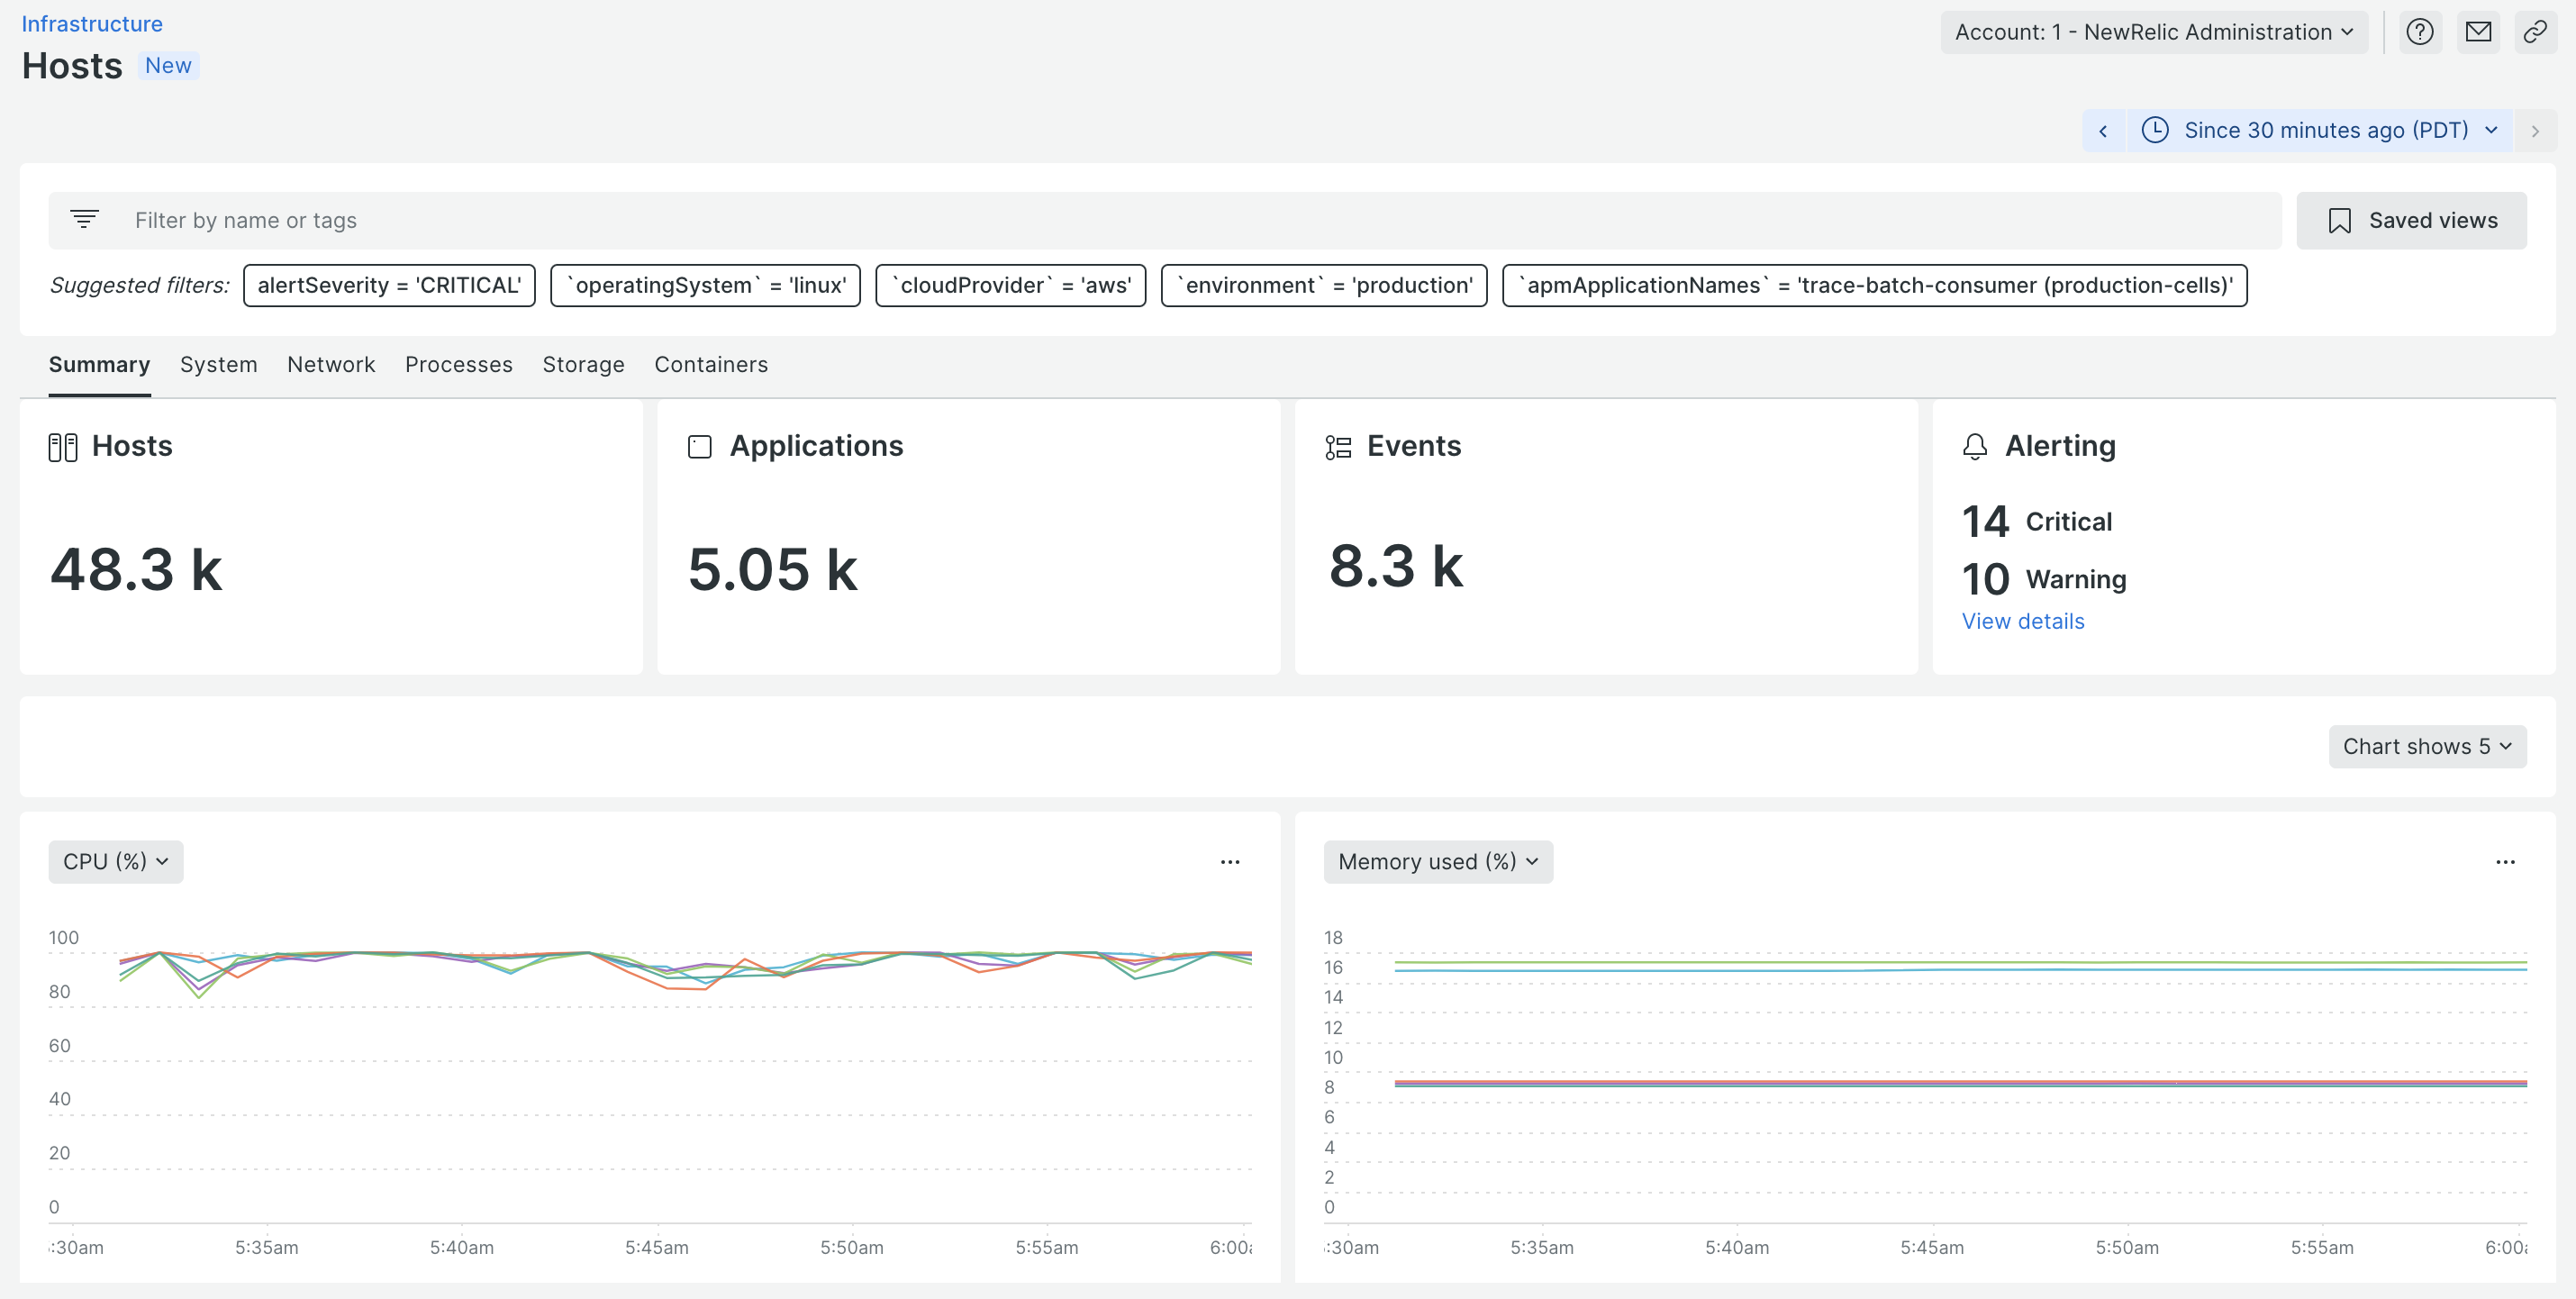 Infrastructure
Hosts New
Account: 1 - NewRelic Administration
Since 30 minutes ago (PDT)
Filter by name or tags
Saved views
Suggested filters: alertSeverity = 'CRITICAL' `operatingSystem` = 'linux' `cloudProvider` = 'aws' `environment` = 'production' `apmApplicationNames` = 'trace-batch-consumer (production-cells)'
Summary System Network Processes Storage Containers
Hosts
48.3 k
Applications
5.05 k
Events
8.3 k
Alerting
14 Critical
10 Warning
View details
Chart shows 5
CPU (%)
100
80
60
40
20
0
:30am 5:35am 5:40am 5:45am 5:50am 5:55am 6:00a
Memory used (%)
18
16
14
12
10
8
6
4
2
0
:30am 5:35am 5:40am 5:45am 5:50am 5:55am 6:00a